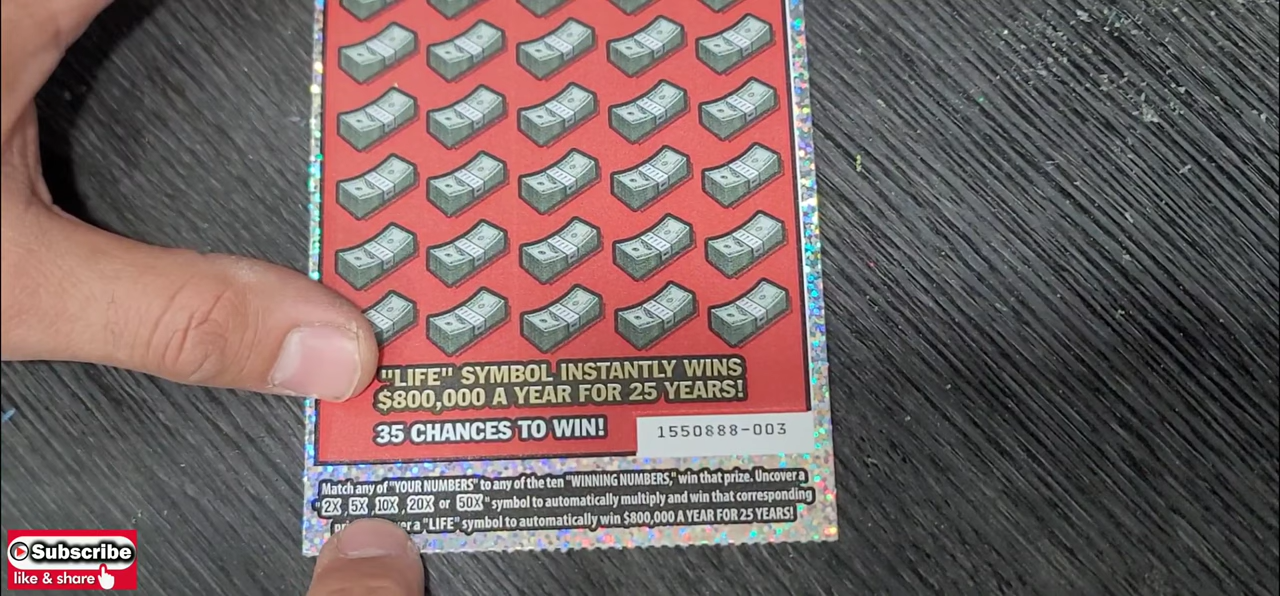 "LIFE" SYMBOL INSTANTLY WINS
$800,000 A YEAR FOR 25 YEARS!
35 CHANCES TO WIN!
1550888-003
Match any of "YOUR NUMBERS" to any of the ten "WINNING NUMBERS," win that prize. Uncover a
"2X, 5X, 10X, 20X or 50X" symbol to automatically multiply and win that corresponding
a "LIFE" symbol to automatically win $800,000 A YEAR FOR 25 YEARS!
Subscribe
like & share